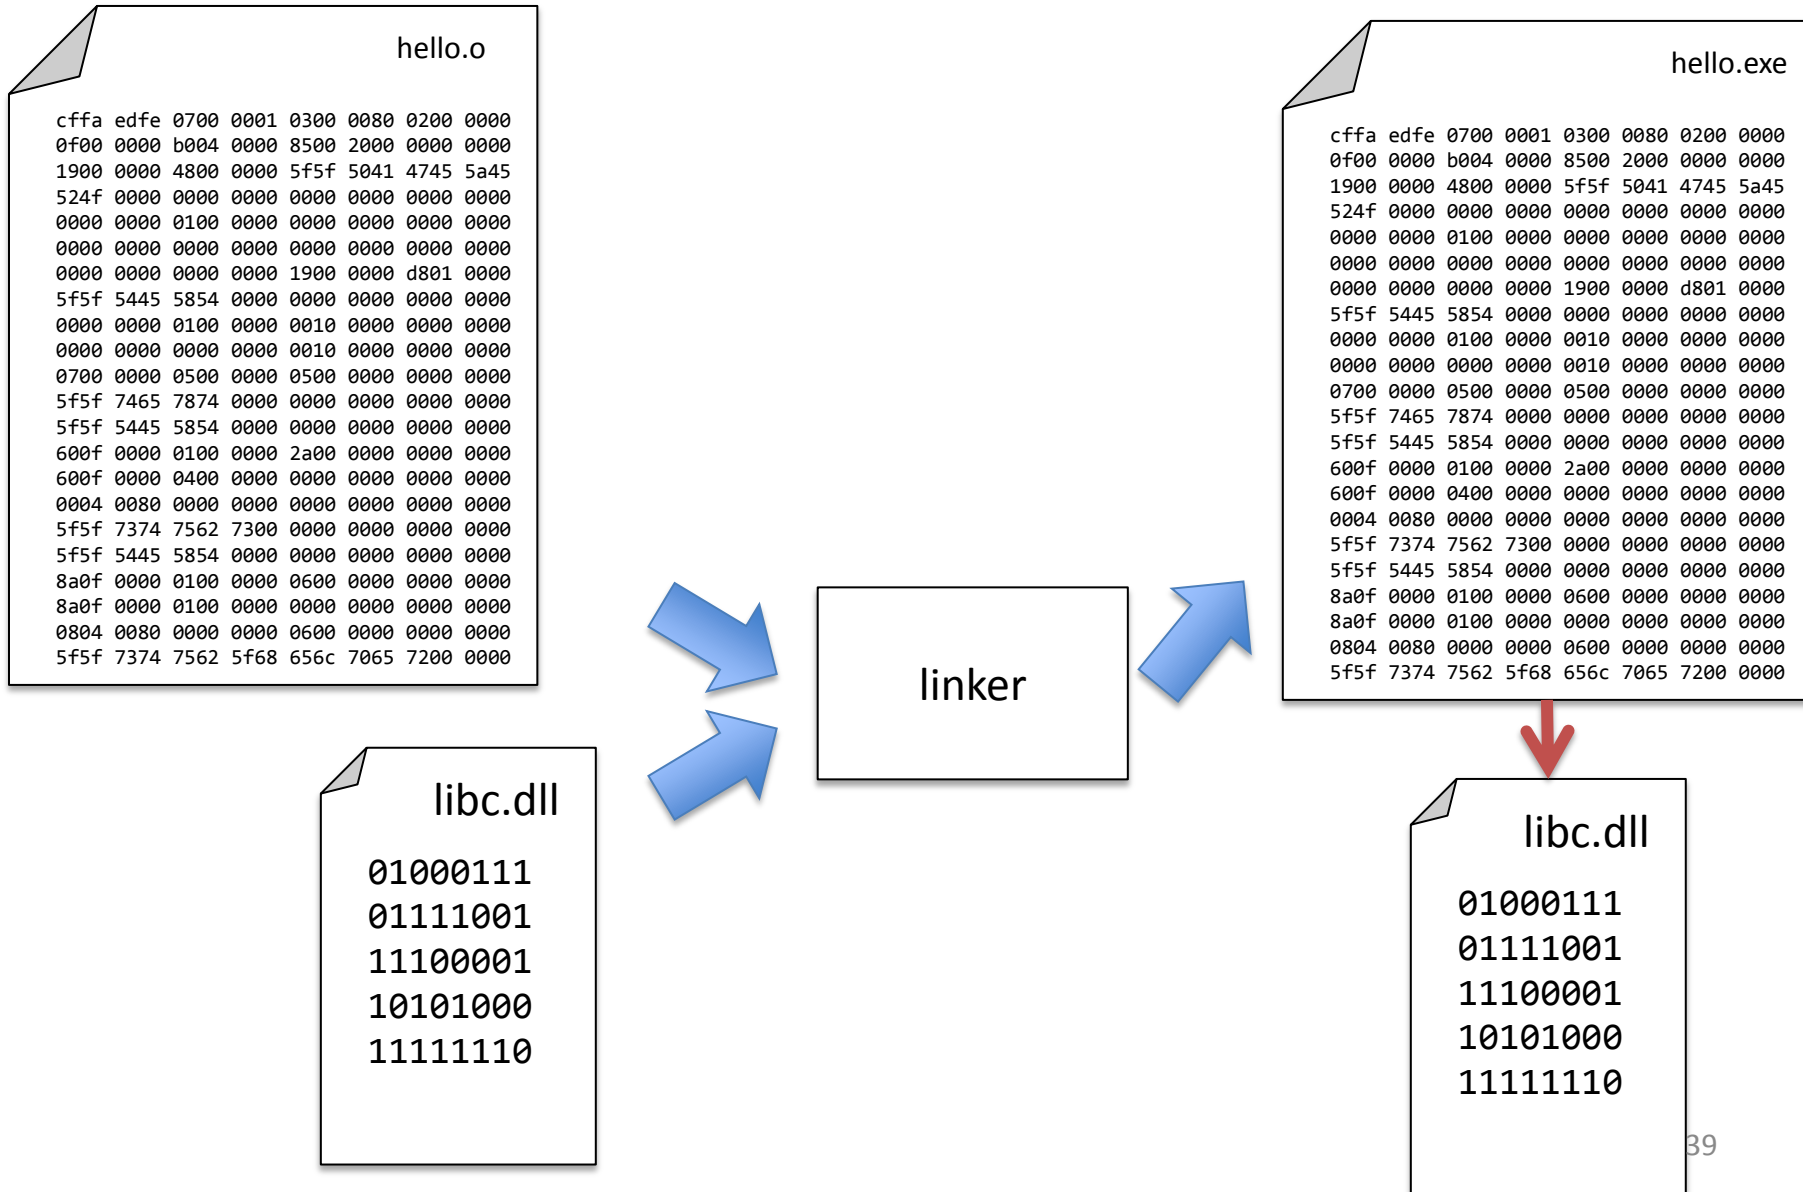 hello.o
cffa edfe 0700 0001 0300 0080 0200 0000
0f00 0000 b004 0000 8500 2000 0000 0000
1900 0000 4800 0000 5f5f 5041 4745 5a45
524f 0000 0000 0000 0000 0000 0000 0000
0000 0000 0100 0000 0000 0000 0000 0000
0000 0000 0000 0000 0000 0000 0000 0000
0000 0000 0000 0000 1900 0000 d801 0000
5f5f 5445 5854 0000 0000 0000 0000 0000
0000 0000 0100 0000 0010 0000 0000 0000
0000 0000 0000 0000 0010 0000 0000 0000
0700 0000 0500 0000 0500 0000 0000 0000
5f5f 7465 7874 0000 0000 0000 0000 0000
5f5f 5445 5854 0000 0000 0000 0000 0000
600f 0000 0100 0000 2a00 0000 0000 0000
600f 0000 0400 0000 0000 0000 0000 0000
0004 0080 0000 0000 0000 0000 0000 0000
5f5f 7374 7562 7300 0000 0000 0000 0000
5f5f 5445 5854 0000 0000 0000 0000 0000
8a0f 0000 0100 0000 0600 0000 0000 0000
8a0f 0000 0100 0000 0000 0000 0000 0000
0804 0080 0000 0000 0600 0000 0000 0000
5f5f 7374 7562 5f68 656c 7065 7200 0000
libc.dll
01000111
01111001
11100001
10101000
11111110
linker
hello.exe
cffa edfe 0700 0001 0300 0080 0200 0000
0f00 0000 b004 0000 8500 2000 0000 0000
1900 0000 4800 0000 5f5f 5041 4745 5a45
524f 0000 0000 0000 0000 0000 0000 0000
0000 0000 0100 0000 0000 0000 0000 0000
0000 0000 0000 0000 0000 0000 0000 0000
0000 0000 0000 0000 1900 0000 d801 0000
5f5f 5445 5854 0000 0000 0000 0000 0000
0000 0000 0100 0000 0010 0000 0000 0000
0000 0000 0000 0000 0010 0000 0000 0000
0700 0000 0500 0000 0500 0000 0000 0000
5f5f 7465 7874 0000 0000 0000 0000 0000
5f5f 5445 5854 0000 0000 0000 0000 0000
600f 0000 0100 0000 2a00 0000 0000 0000
600f 0000 0400 0000 0000 0000 0000 0000
0004 0080 0000 0000 0000 0000 0000 0000
5f5f 7374 7562 7300 0000 0000 0000 0000
5f5f 5445 5854 0000 0000 0000 0000 0000
8a0f 0000 0100 0000 0600 0000 0000 0000
8a0f 0000 0100 0000 0000 0000 0000 0000
0804 0080 0000 0000 0600 0000 0000 0000
5f5f 7374 7562 5f68 656c 7065 7200 0000
libc.dll
01000111
01111001
11100001
10101000
11111110
39